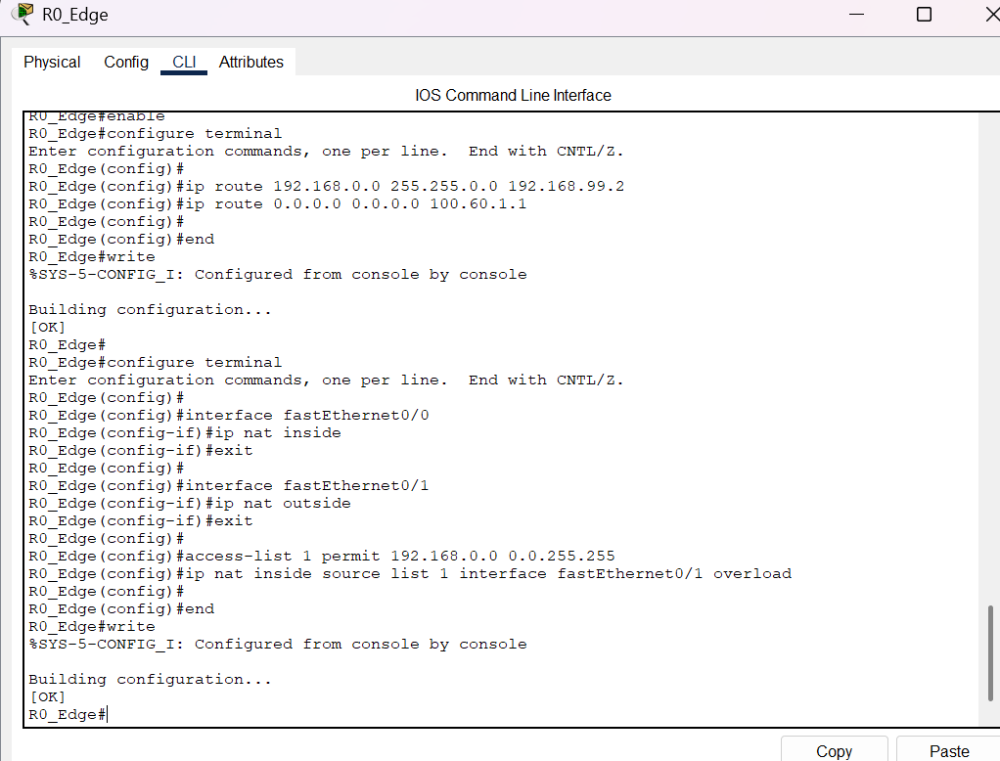 R0_Edge
Physical Config CLI Attributes
IOS Command Line Interface
R0_Edge#enable
R0_Edge#configure terminal
Enter configuration commands, one per line.  End with CNTL/Z.
R0_Edge(config)#
R0_Edge(config)#ip route 192.168.0.0 255.255.0.0 192.168.99.2
R0_Edge(config)#ip route 0.0.0.0 0.0.0.0 100.60.1.1
R0_Edge(config)#
R0_Edge(config)#end
R0_Edge#write
%SYS-5-CONFIG_I: Configured from console by console
Building configuration...
[OK]
R0_Edge#
R0_Edge#configure terminal
Enter configuration commands, one per line.  End with CNTL/Z.
R0_Edge(config)#
R0_Edge(config)#interface fastEthernet0/0
R0_Edge(config-if)#ip nat inside
R0_Edge(config-if)#exit
R0_Edge(config)#
R0_Edge(config)#interface fastEthernet0/1
R0_Edge(config-if)#ip nat outside
R0_Edge(config-if)#exit
R0_Edge(config)#
R0_Edge(config)#access-list 1 permit 192.168.0.0 0.0.255.255
R0_Edge(config)#ip nat inside source list 1 interface fastEthernet0/1 overload
R0_Edge(config)#
R0_Edge(config)#end
R0_Edge#write
%SYS-5-CONFIG_I: Configured from console by console
Building configuration...
[OK]
R0_Edge#
Copy Paste